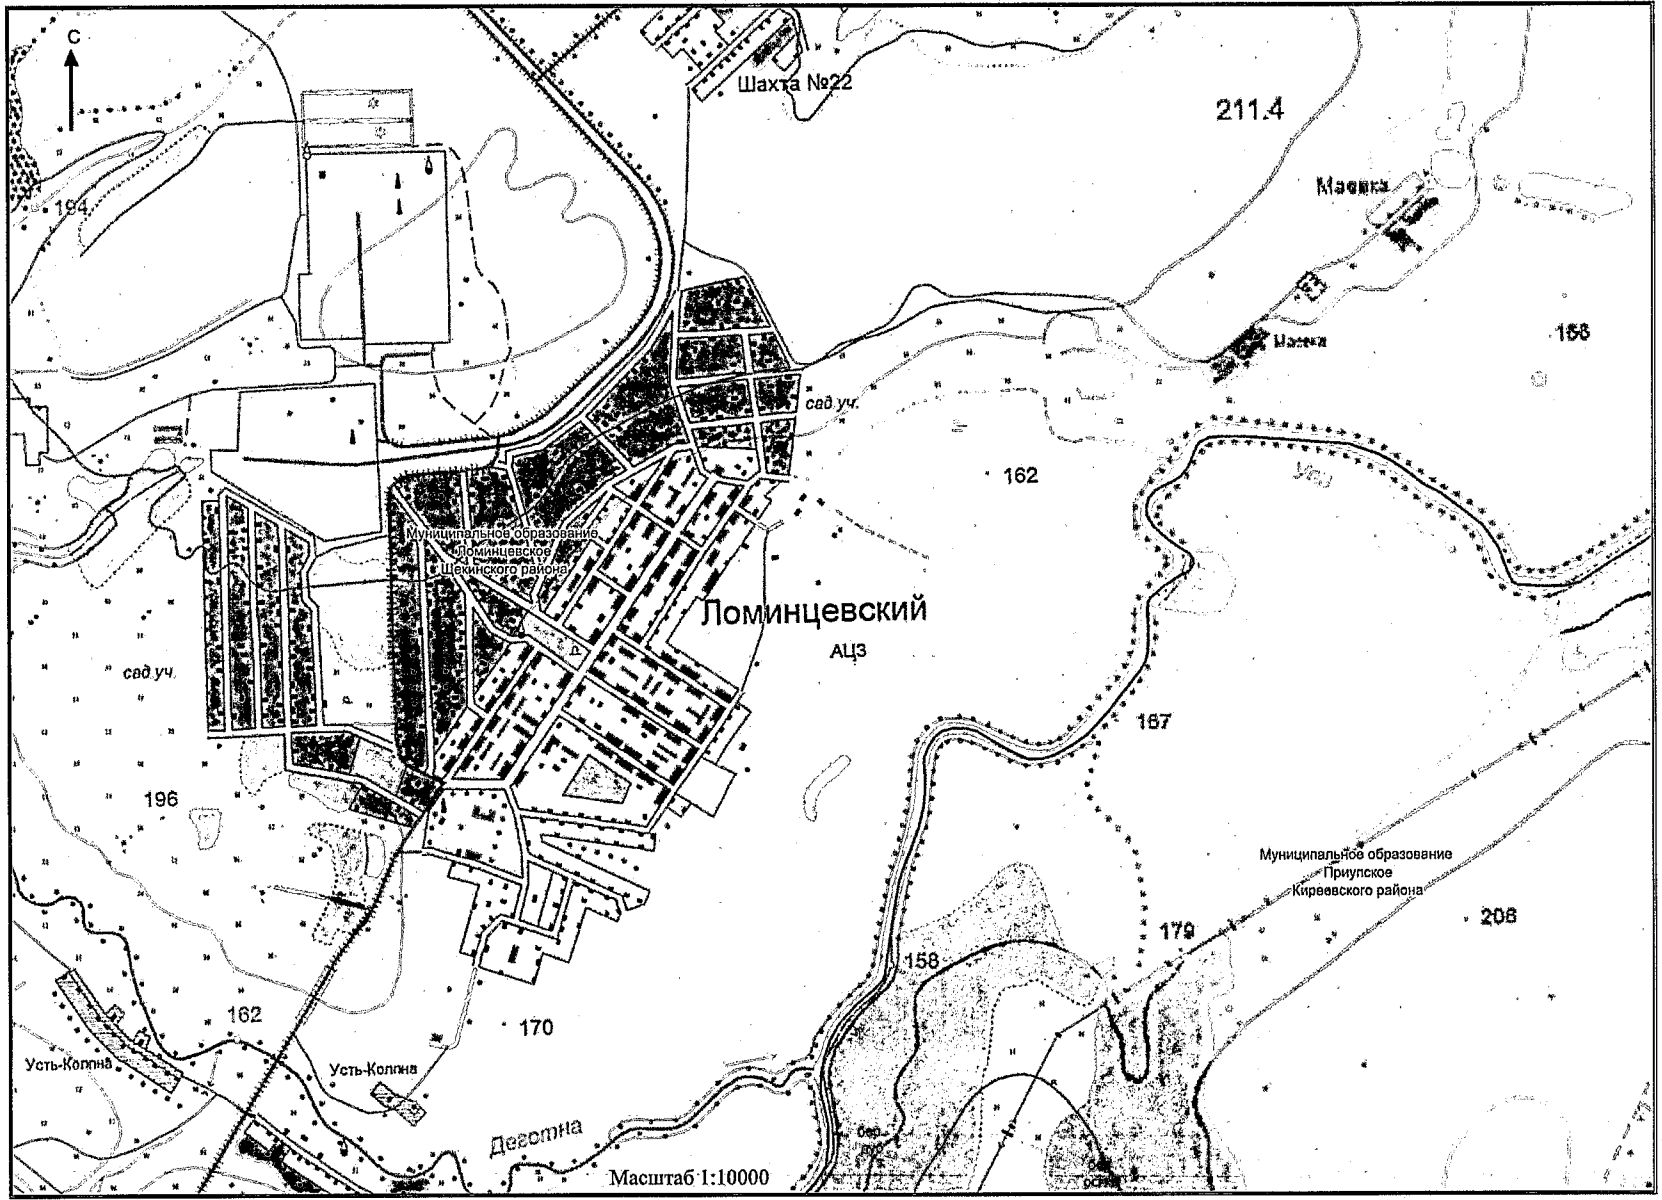 С
Шахта №22
211.4
Маевка
194
166
Маевка
сад.уч.
162
Упа
Муниципальное образование
Ломинцевское
Щекинского района
Ломинцевский
АЦЗ
сад.уч.
р.
р.
167
196
Муниципальное образование
Приупское
Киреевского района
208
179
158
162
170
Усть-Колпна
Усть-Колпна
Деготна
Масштаб 1:10000